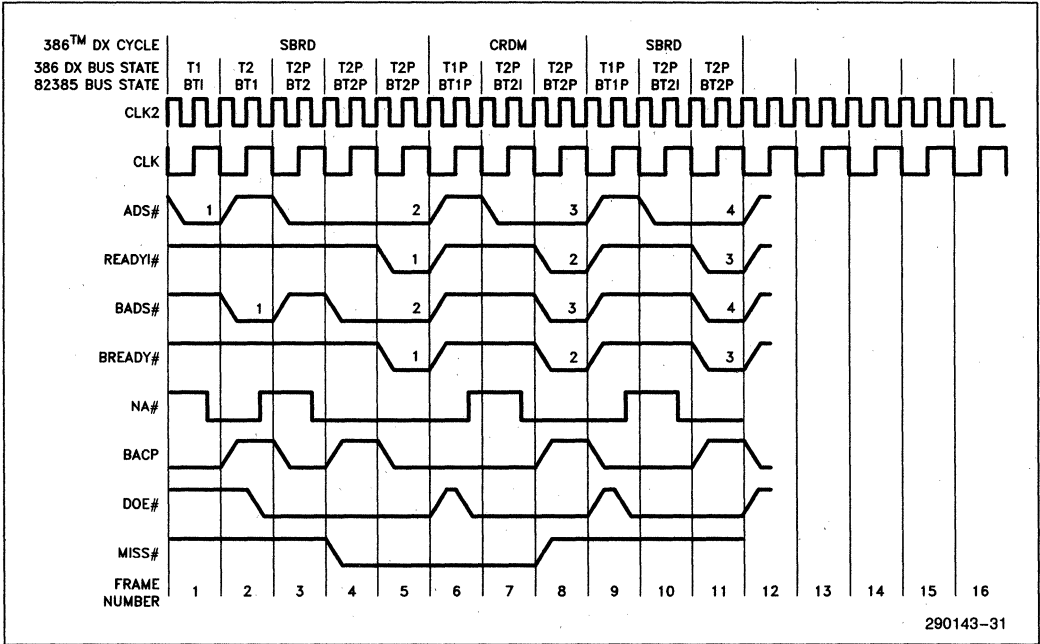 386™ DX CYCLE SBRD CRDM SBRD
386 DX BUS STATE T1 T2 T2P T2P T2P T1P T2P T2P T1P T2P T2P
82385 BUS STATE BTI BT1 BT2 BT2P BT2P BT1P BT2I BT2P BT1P BT2I BT2P
CLK2
CLK
ADS# 1 2 3 4
READYI# 1 2 3
BADS# 1 2 3 4
BREADY# 1 2 3
NA#
BACP
DOE#
MISS#
FRAME NUMBER 1 2 3 4 5 6 7 8 9 10 11 12 13 14 15 16
290143-31